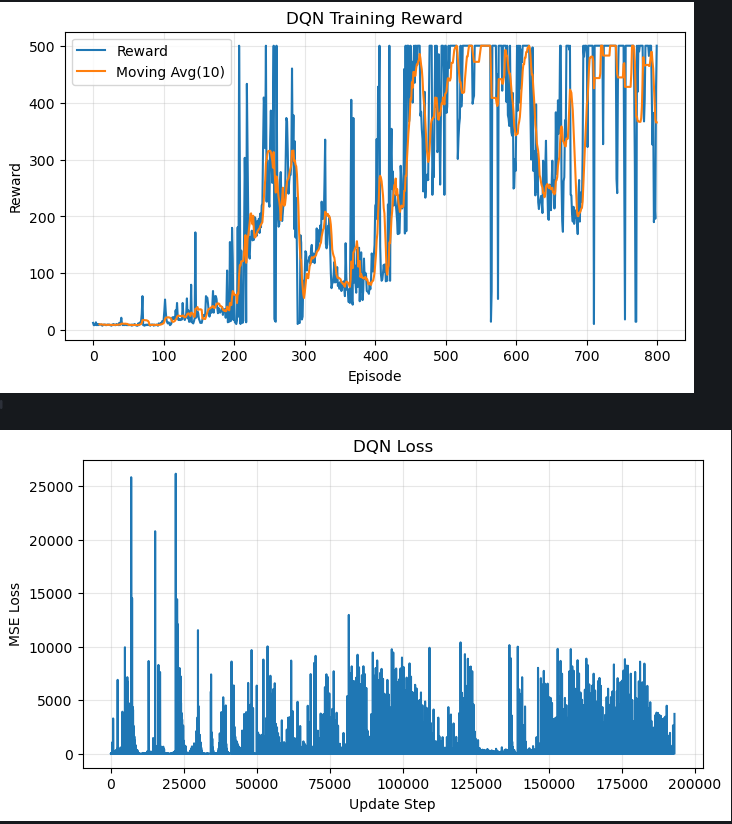 DQN Training Reward
Reward
Moving Avg(10)
500
400
300
200
100
0
Reward
0 100 200 300 400 500 600 700 800
Episode
DQN Loss
25000
20000
15000
10000
5000
0
MSE Loss
0 25000 50000 75000 100000 125000 150000 175000 200000
Update Step